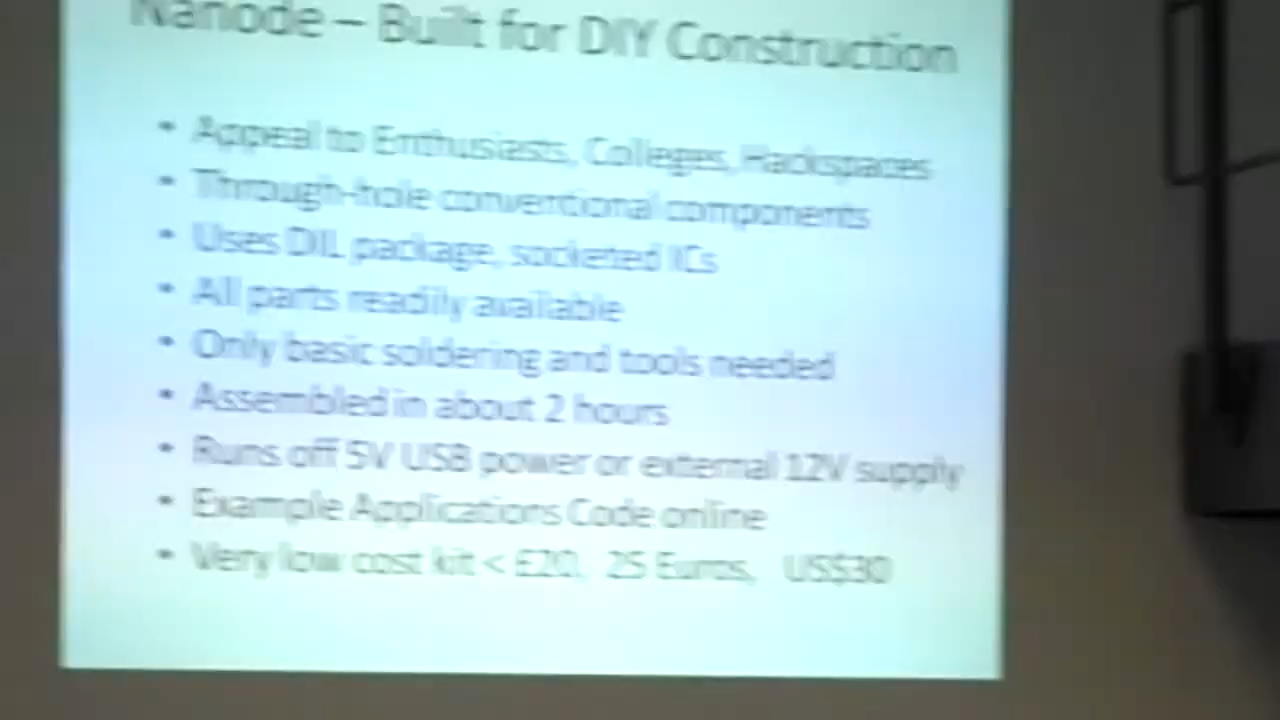 Nanode – Built for DIY Construction
• Appeal to Enthusiasts, Colleges, Hackspaces
• Through-hole conventional components
• Uses DIL package, socketed ICs
• All parts readily available
• Only basic soldering and tools needed
• Assembled in about 2 hours
• Runs off 5V USB power or external 12V supply
• Example Applications Code online
• Very low cost kit < £20, 25 Euros, US$30